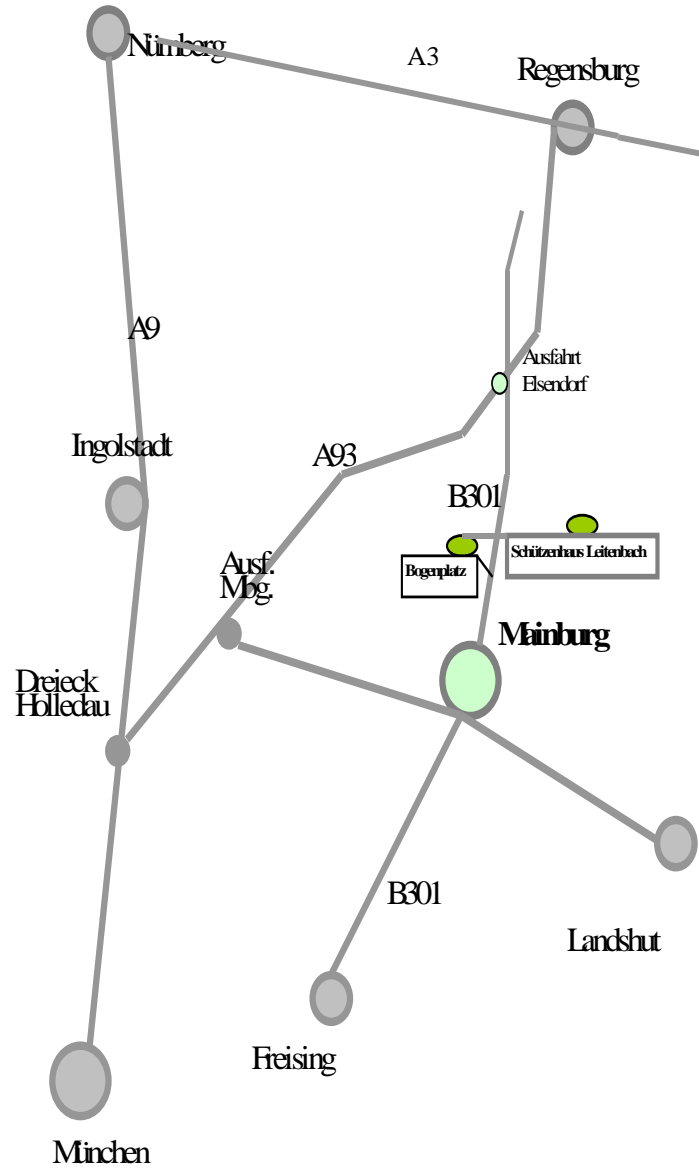 Nürnberg
A3
Regensburg
A9
Ausfahrt
Elsendorf
Ingolstadt
A93
B301
Schützenhaus Leitenbach
Bogenplatz
Ausf.
Mbg.
Mainburg
Dreieck
Holledau
B301
Landshut
Freising
München